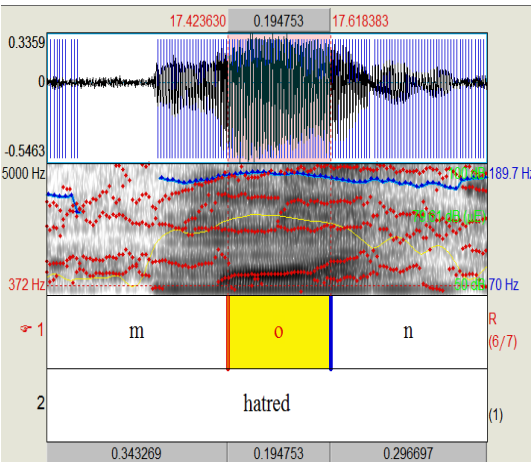 17.423630 0.194753 17.618383
0.3359
0
-0.5463
5000 Hz 189.7 Hz
372 Hz 70 Hz
1 m o n R
(6/7)
2 hatred (1)
0.343269 0.194753 0.296697